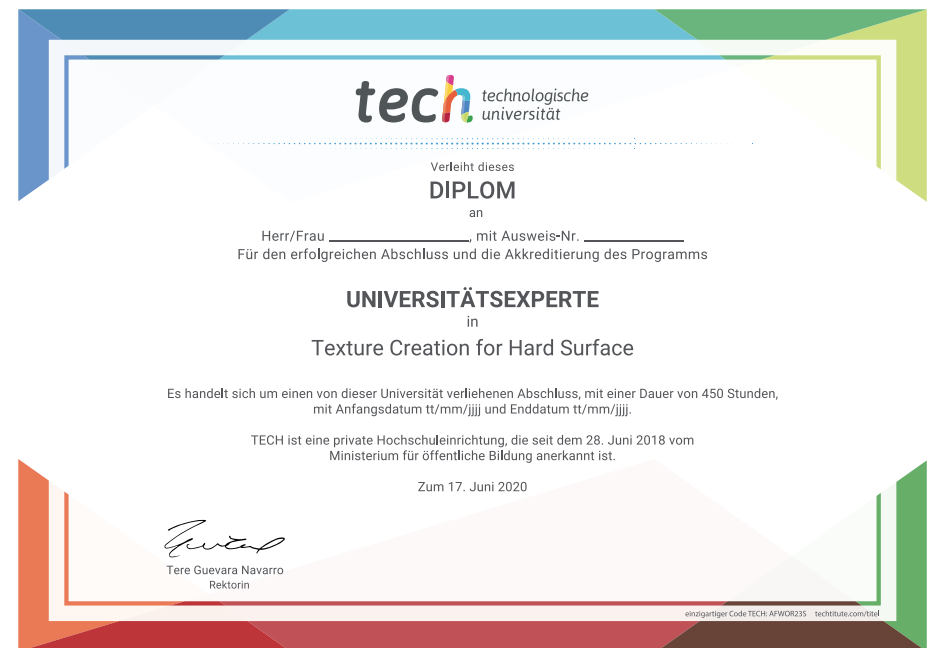 tech technologische
universität
Verleiht dieses
DIPLOM
an
Herr/Frau ____________, mit Ausweis-Nr. ____________
Für den erfolgreichen Abschluss und die Akkreditierung des Programms
UNIVERSITÄTSEXPERTE
in
Texture Creation for Hard Surface
Es handelt sich um einen von dieser Universität verliehenen Abschluss, mit einer Dauer von 450 Stunden,
mit Anfangsdatum tt/mm/jjjj und Enddatum tt/mm/jjjj.
TECH ist eine private Hochschuleinrichtung, die seit dem 28. Juni 2018 vom
Ministerium für öffentliche Bildung anerkannt ist.
Zum 17. Juni 2020
Tere Guevara Navarro
Rektorin
einzigartiger Code TECH: AFWOR23S techtitute.com/titel